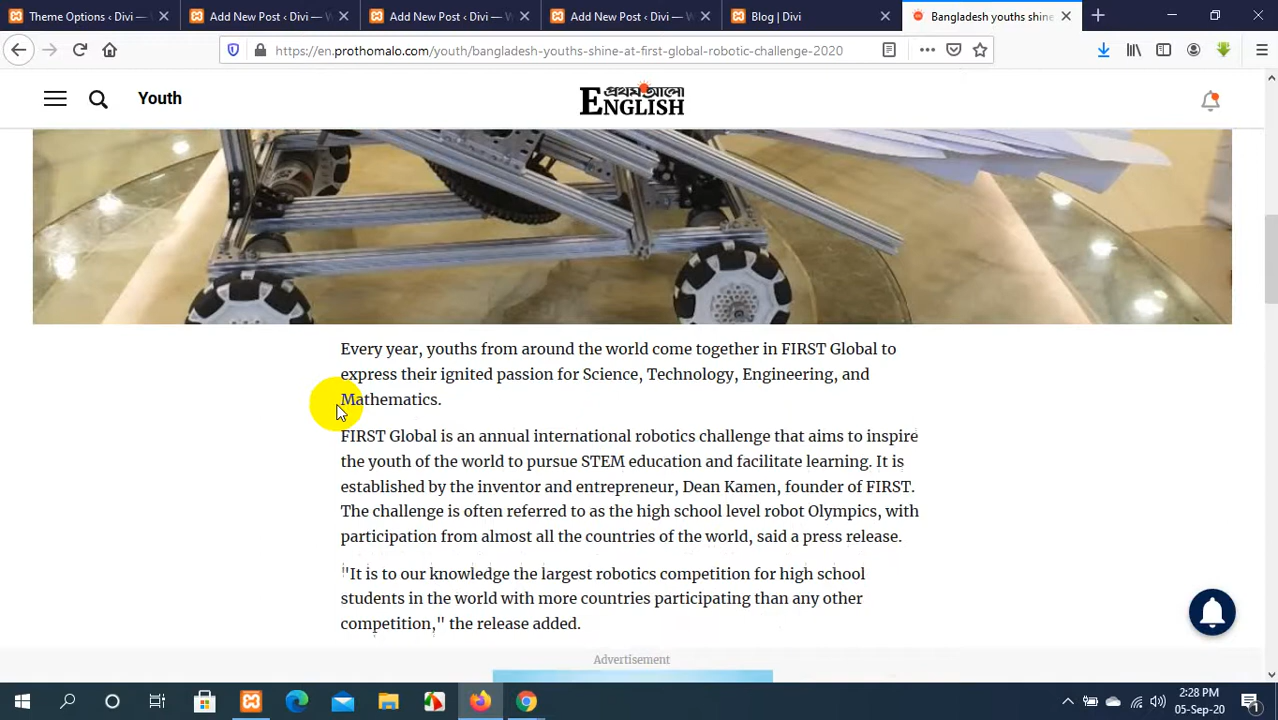 Theme Options ‹ Divi —
Add New Post ‹ Divi — W
Add New Post ‹ Divi — W
Add New Post ‹ Divi — W
Blog | Divi
Bangladesh youths shine
https://en.prothomalo.com/youth/bangladesh-youths-shine-at-first-global-robotic-challenge-2020
Youth
প্রথম আলো
ENGLISH
Every year, youths from around the world come together in FIRST Global to
express their ignited passion for Science, Technology, Engineering, and
Mathematics.
FIRST Global is an annual international robotics challenge that aims to inspire
the youth of the world to pursue STEM education and facilitate learning. It is
established by the inventor and entrepreneur, Dean Kamen, founder of FIRST.
The challenge is often referred to as the high school level robot Olympics, with
participation from almost all the countries of the world, said a press release.
"It is to our knowledge the largest robotics competition for high school
students in the world with more countries participating than any other
competition," the release added.
Advertisement
2:28 PM
05-Sep-20
1